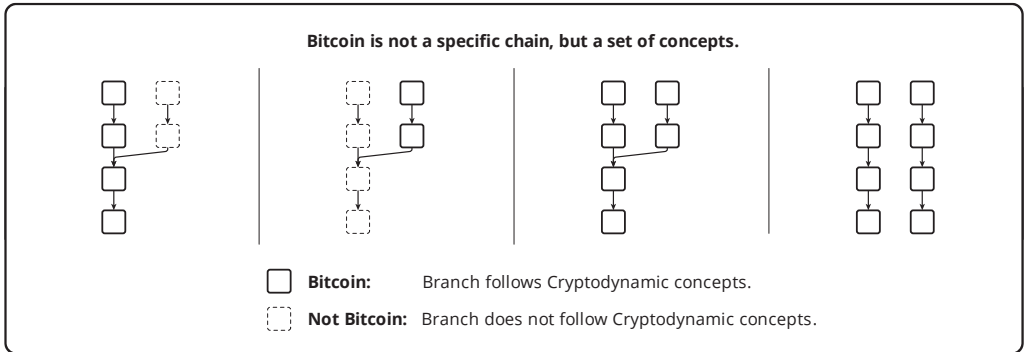 Bitcoin is not a specific chain, but a set of concepts.
Bitcoin: Branch follows Cryptodynamic concepts.
Not Bitcoin: Branch does not follow Cryptodynamic concepts.